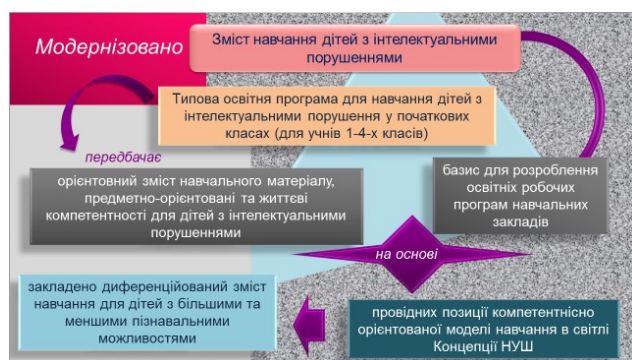 Модернізовано
Зміст навчання дітей з інтелектуальними
порушеннями
Типова освітня програма для навчання дітей з
інтелектуальними порушення у початкових
класах (для учнів 1-4-х класів)
передбачає
орієнтовний зміст навчального матеріалу,
предметно-орієнтовані та життєві
компетентності для дітей з інтелектуальними
порушеннями
базис для розроблення
освітніх робочих
програм навчальних
закладів
на основі
закладено диференційований зміст
навчання для дітей з більшими та
меншими пізнавальними
можливостями
провідних позиції компетентнісно
орієнтованої моделі навчання в світлі
Концепції НУШ